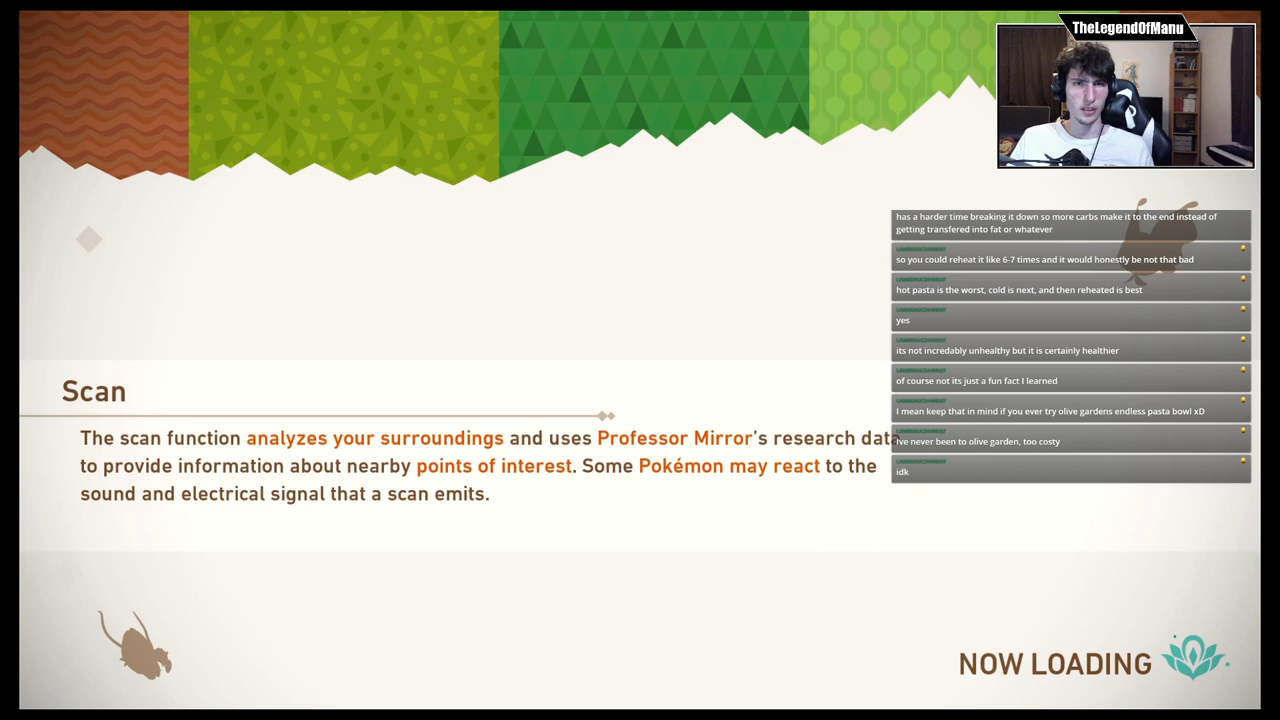 TheLegendOfManu
has a harder time breaking it down so more carbs make it to the end instead of
getting transfered into fat or whatever
so you could reheat it like 6-7 times and it would honestly be not that bad
hot pasta is the worst, cold is next, and then reheated is best
yes
its not incredably unhealthy but it is certainly healthier
of course not its just a fun fact I learned
I mean keep that in mind if you ever try olive gardens endless pasta bowl xD
Ive never been to olive garden, too costy
idk
Scan
The scan function analyzes your surroundings and uses Professor Mirror's research data
to provide information about nearby points of interest. Some Pokémon may react to the
sound and electrical signal that a scan emits.
NOW LOADING